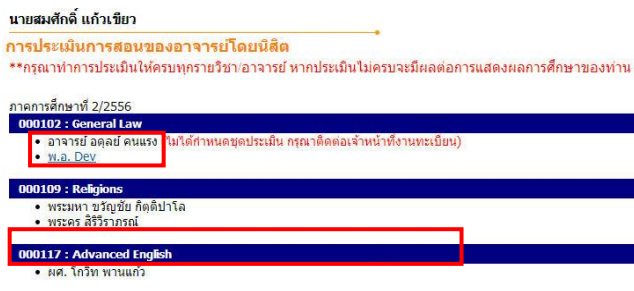 นายสมศักดิ์ แก้วเขียว
การประเมินการสอนของอาจารย์โดยนิสิต
**กรุณาทำการประเมินให้ครบทุกรายวิชา/อาจารย์ หากประเมินไม่ครบจะมีผลต่อการแสดงผลการศึกษาของท่าน
ภาคการศึกษาที่ 2/2556
000102 : General Law
• อาจารย์ อดุลย์ คนแรง (ไม่ได้กำหนดชุดประเมิน กรุณาติดต่อเจ้าหน้าที่งานทะเบียน)
• พ.อ. Dev
000109 : Religions
• พระมหา ขวัญชัย กิตฺติปาโล
• พระคร สิริวีราภรณ์
000117 : Advanced English
• ผศ. โกวิท พานแก้ว